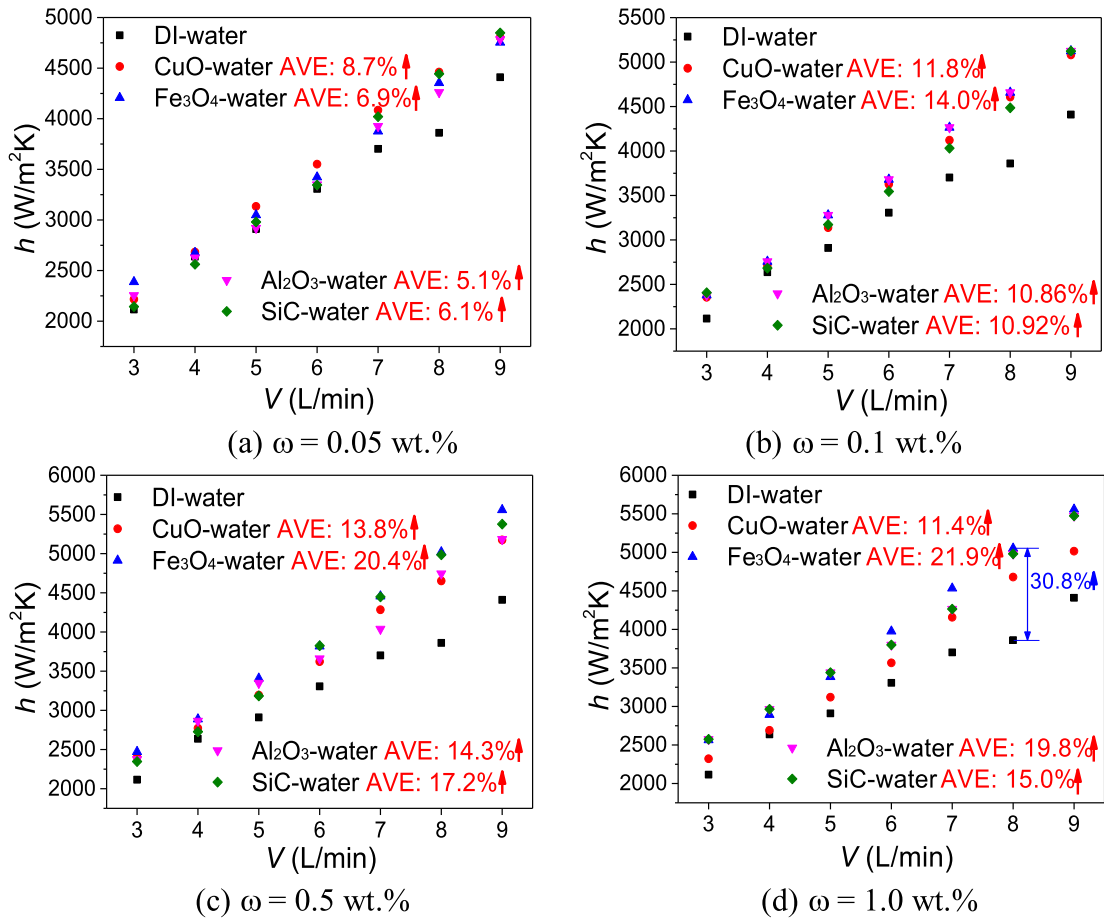 5000
4500
4000
3500
3000
2500
2000
h (W/m²K)
DI-water
CuO-water AVE: 8.7%
Fe₃O₄-water AVE: 6.9%
Al₂O₃-water AVE: 5.1%
SiC-water AVE: 6.1%
3 4 5 6 7 8 9
V (L/min)
(a) ω = 0.05 wt.%
5500
5000
4500
4000
3500
3000
2500
2000
h (W/m²K)
DI-water
CuO-water AVE: 11.8%
Fe₃O₄-water AVE: 14.0%
Al₂O₃-water AVE: 10.86%
SiC-water AVE: 10.92%
3 4 5 6 7 8 9
V (L/min)
(b) ω = 0.1 wt.%
6000
5500
5000
4500
4000
3500
3000
2500
2000
h (W/m²K)
DI-water
CuO-water AVE: 13.8%
Fe₃O₄-water AVE: 20.4%
Al₂O₃-water AVE: 14.3%
SiC-water AVE: 17.2%
3 4 5 6 7 8 9
V (L/min)
(c) ω = 0.5 wt.%
6000
5500
5000
4500
4000
3500
3000
2500
2000
h (W/m²K)
DI-water
CuO-water AVE: 11.4%
Fe₃O₄-water AVE: 21.9%
30.8%
Al₂O₃-water AVE: 19.8%
SiC-water AVE: 15.0%
3 4 5 6 7 8 9
V (L/min)
(d) ω = 1.0 wt.%